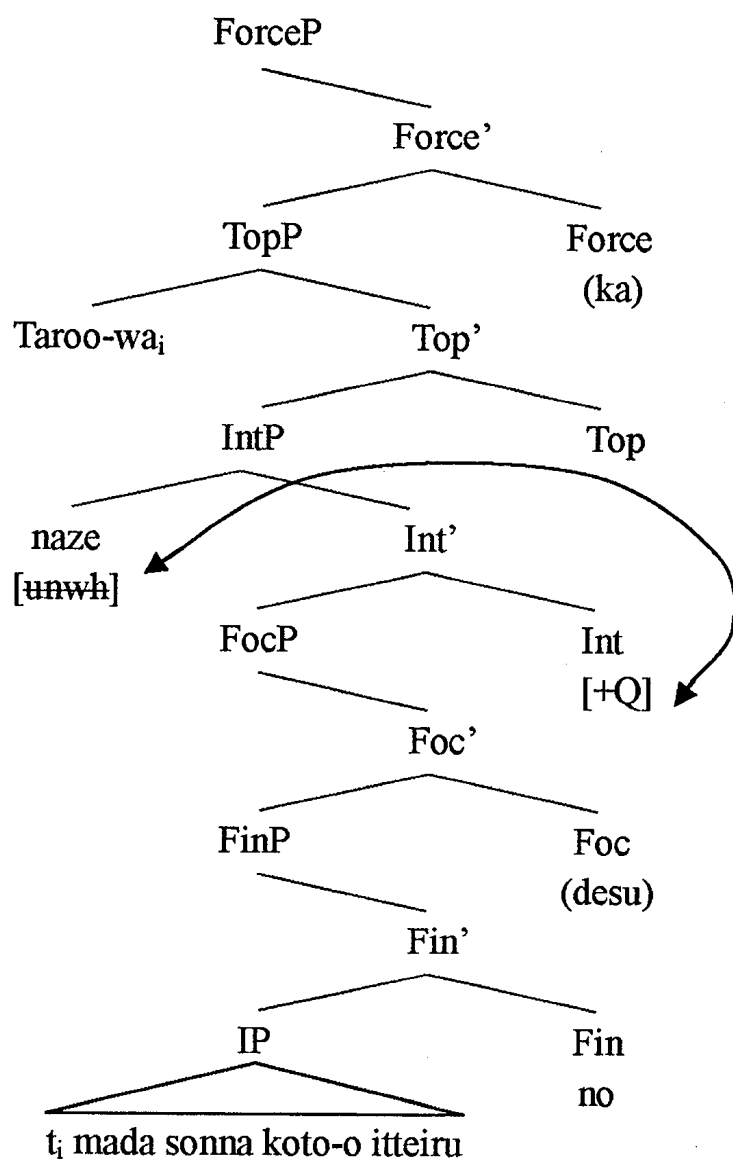 ForceP
Force’
TopP Force
(ka)
Taroo-waᵢ Top’
IntP Top
naze Int’
[u̶n̶w̶h̶]
FocP Int
[+Q]
Foc’
FinP Foc
(desu)
Fin’
IP Fin
no
tᵢ mada sonna koto-o itteiru